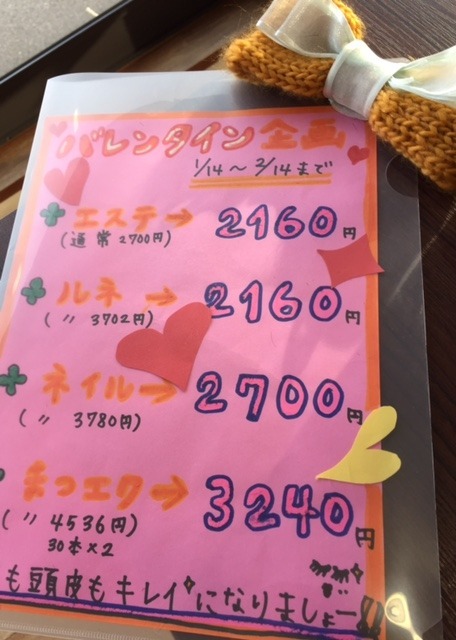 バレンタイン企画
1/14～2/14まで
エステ→ 2160円
(通常2700円)
ルネ → 2160円
(〃 3702円)
ネイル→ 2700円
(〃 3780円)
まつエク→ 3240円
(〃 4536円)
30本×2
も頭皮もキレイになりましょー!!